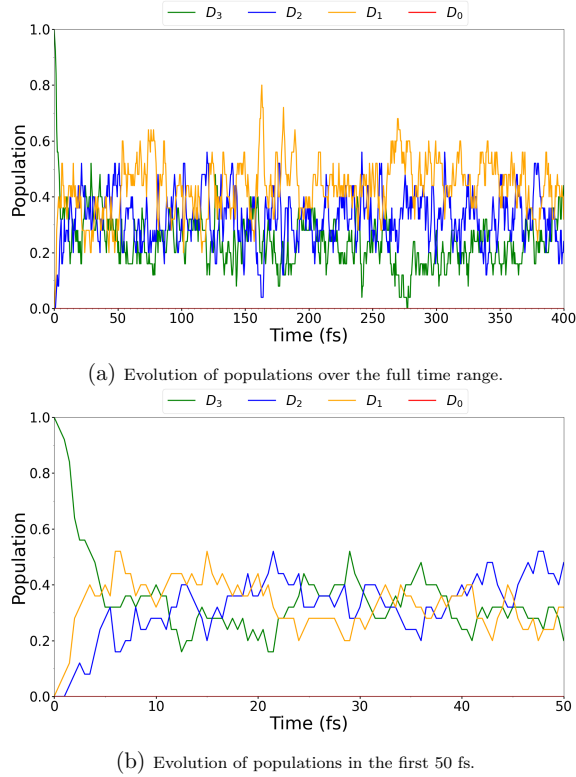 D3 D2 D1 D0
1.0
0.8
0.6
0.4
0.2
0.0
Population
0 50 100 150 200 250 300 350 400
Time (fs)
(a) Evolution of populations over the full time range.
D3 D2 D1 D0
1.0
0.8
0.6
0.4
0.2
0.0
Population
0 10 20 30 40 50
Time (fs)
(b) Evolution of populations in the first 50 fs.